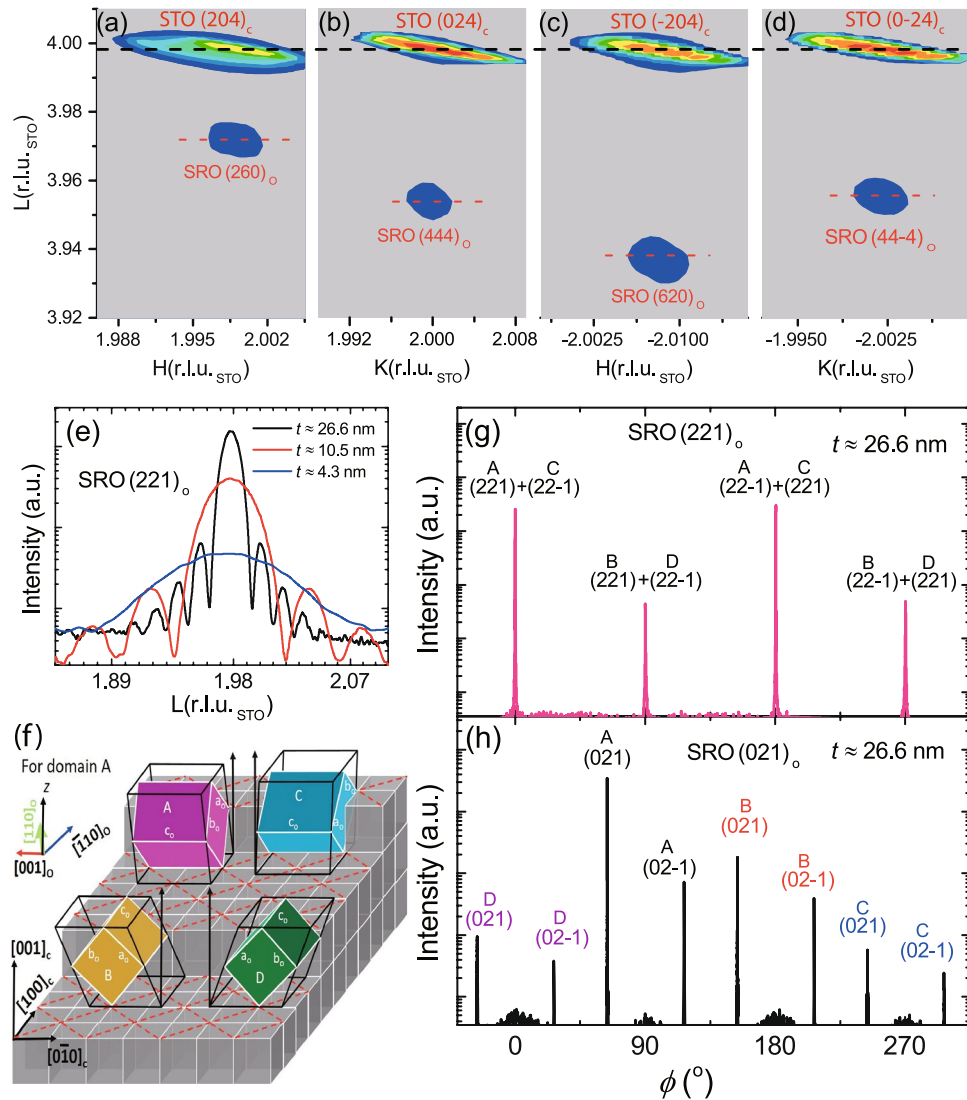 (a)
STO (204)c
(b)
STO (024)c
(c)
STO (-204)c
(d)
STO (0-24)c
4.00
3.98
3.96
3.94
3.92
L(r.l.u.STO)
SRO (260)O
SRO (444)O
SRO (620)O
SRO (44-4)O
1.988 1.995 2.002
1.992 2.000 2.008
-2.0025 -2.0100
-1.9950 -2.0025
H(r.l.u.STO)
K(r.l.u.STO)
H(r.l.u.STO)
K(r.l.u.STO)
(e)
t ≈ 26.6 nm
t ≈ 10.5 nm
t ≈ 4.3 nm
SRO (221)o
Intensity (a.u.)
1.89 1.98 2.07
L(r.l.u.STO)
(f)
For domain A
z
[110]O
[1̄10]O
[001]O
A
ao
bo
co
C
bo
ao
co
B
co
bo
ao
D
co
ao
bo
[001]c
[100]c
[01̄0]c
(g)
SRO (221)o
t ≈ 26.6 nm
A C
(221)+(22-1)
B D
(221)+(22-1)
A C
(22-1)+(221)
B D
(22-1)+(221)
Intensity (a.u.)
(h)
SRO (021)o
t ≈ 26.6 nm
D
(021)
D
(02-1)
A
(021)
A
(02-1)
B
(021)
B
(02-1)
C
(021)
C
(02-1)
Intensity (a.u.)
0 90 180 270
ϕ (o)